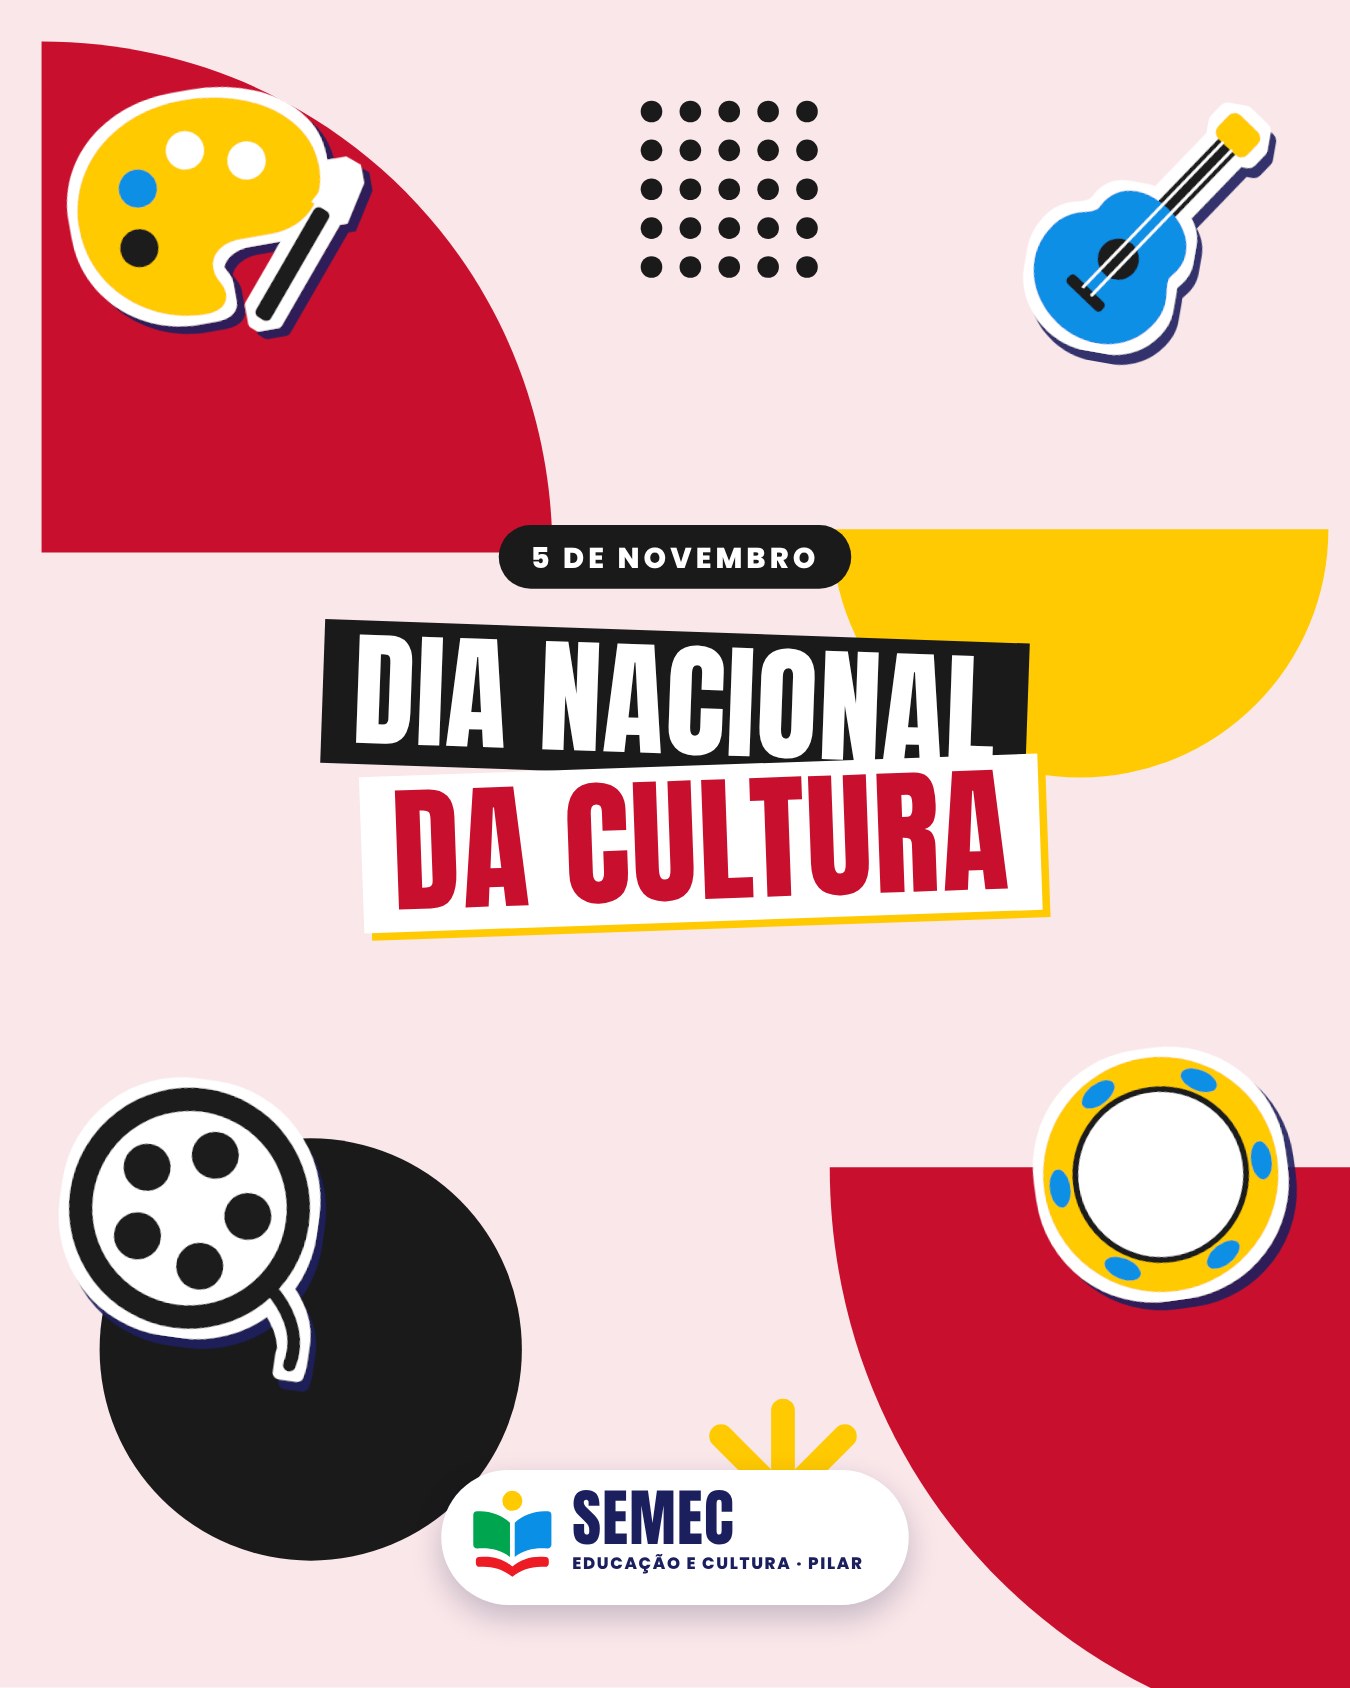 5 DE NOVEMBRO
DIA NACIONAL
DA CULTURA
SEMEC
EDUCAÇÃO E CULTURA · PILAR